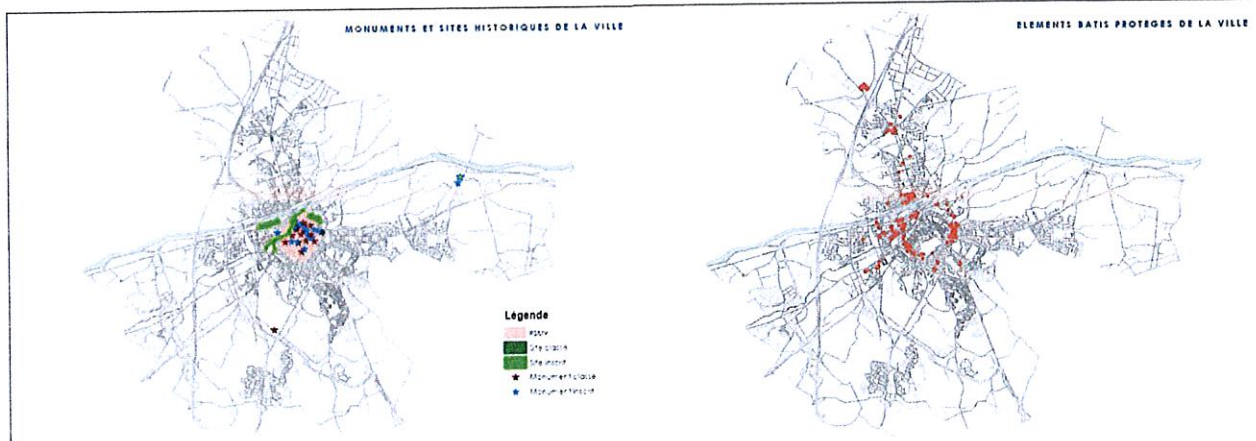 MONUMENTS ET SITES HISTORIQUES DE LA VILLE
ELEMENTS BATIS PROTEGES DE LA VILLE
Légende
PSMV
Site classé
Site inscrit
Monument classé
Monument inscrit